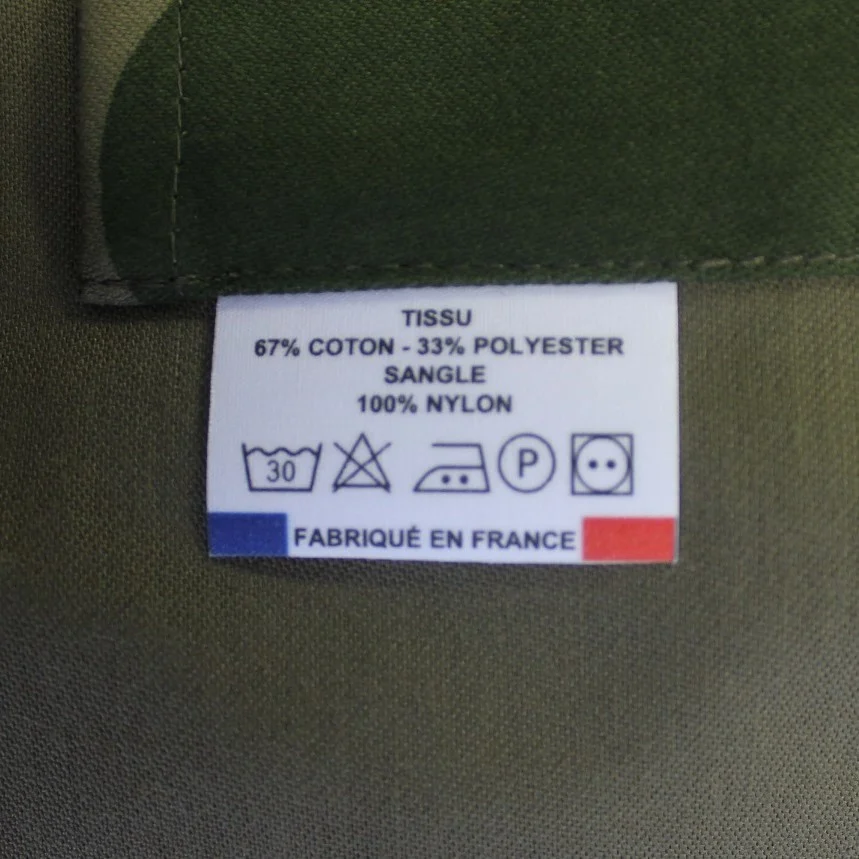 TISSU
67% COTON - 33% POLYESTER
SANGLE
100% NYLON
30 P
FABRIQUÉ EN FRANCE